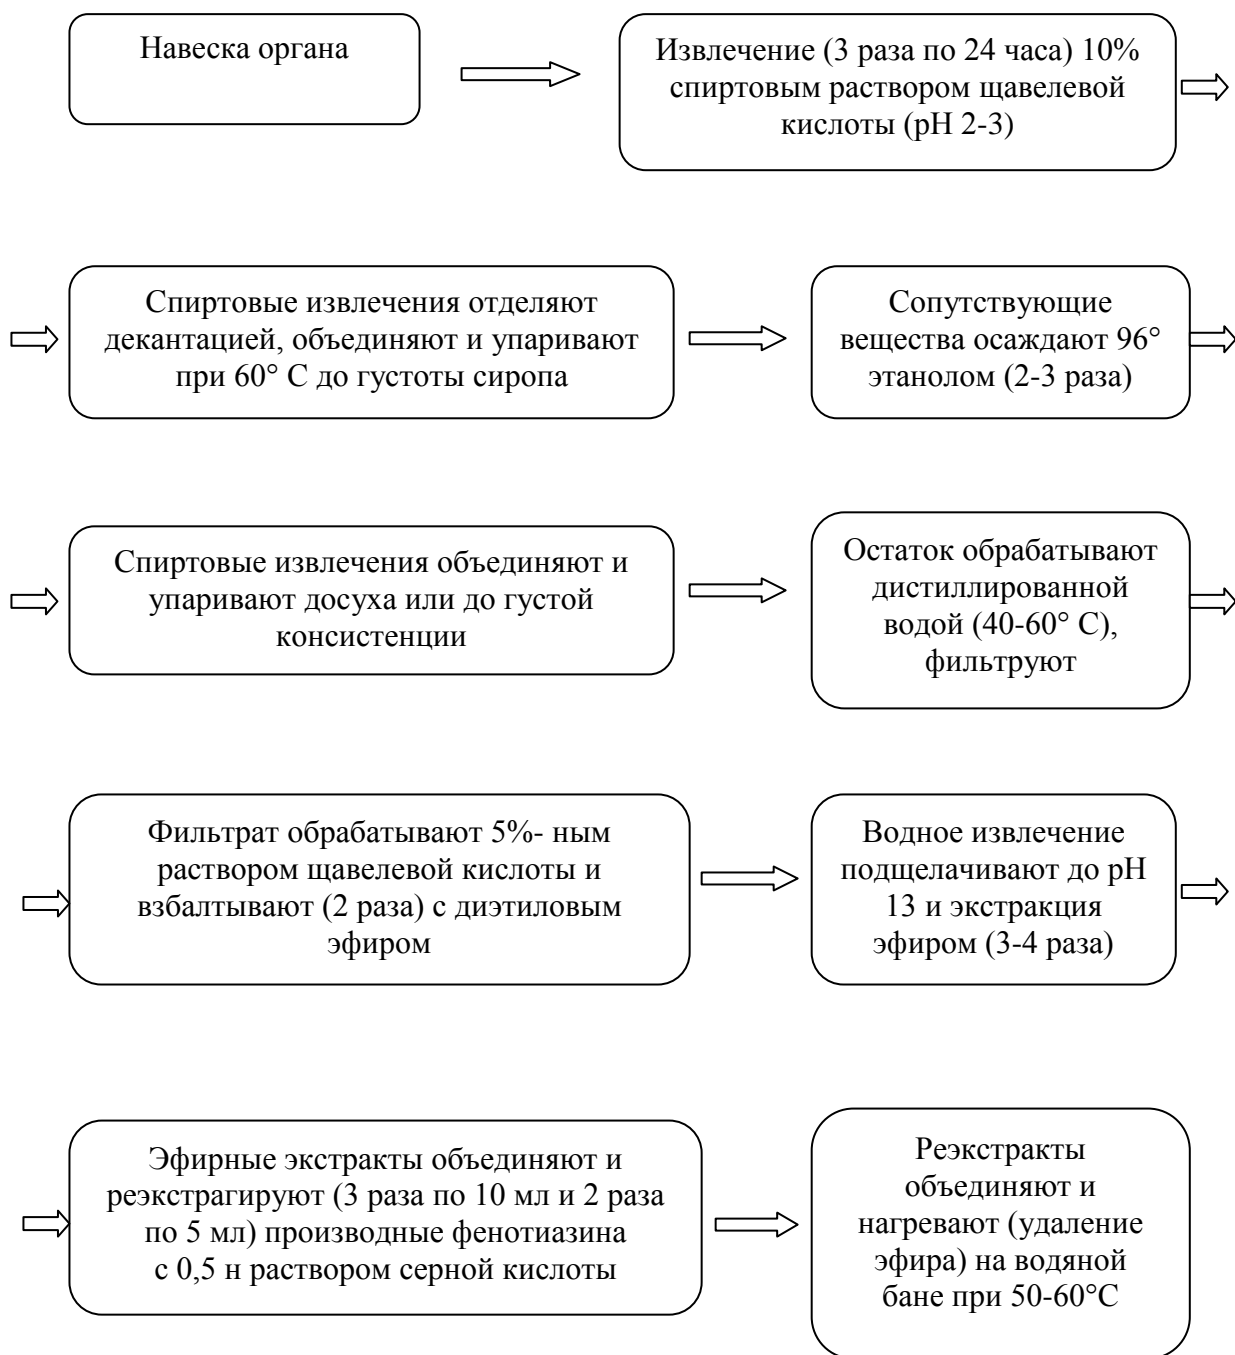 Навеска органа
Извлечение (3 раза по 24 часа) 10%
спиртовым раствором щавелевой
кислоты (pH 2-3)
Спиртовые извлечения отделяют
декантацией, объединяют и упаривают
при 60° С до густоты сиропа
Сопутствующие
вещества осаждают 96°
этанолом (2-3 раза)
Спиртовые извлечения объединяют и
упаривают досуха или до густой
консистенции
Остаток обрабатывают
дистиллированной
водой (40-60° С),
фильтруют
Фильтрат обрабатывают 5%- ным
раствором щавелевой кислоты и
взбалтывают (2 раза) с диэтиловым
эфиром
Водное извлечение
подщелачивают до pH
13 и экстракция
эфиром (3-4 раза)
Эфирные экстракты объединяют и
реэкстрагируют (3 раза по 10 мл и 2 раза
по 5 мл) производные фенотиазина
с 0,5 н раствором серной кислоты
Реэкстракты
объединяют и
нагревают (удаление
эфира) на водяной
бане при 50-60°С